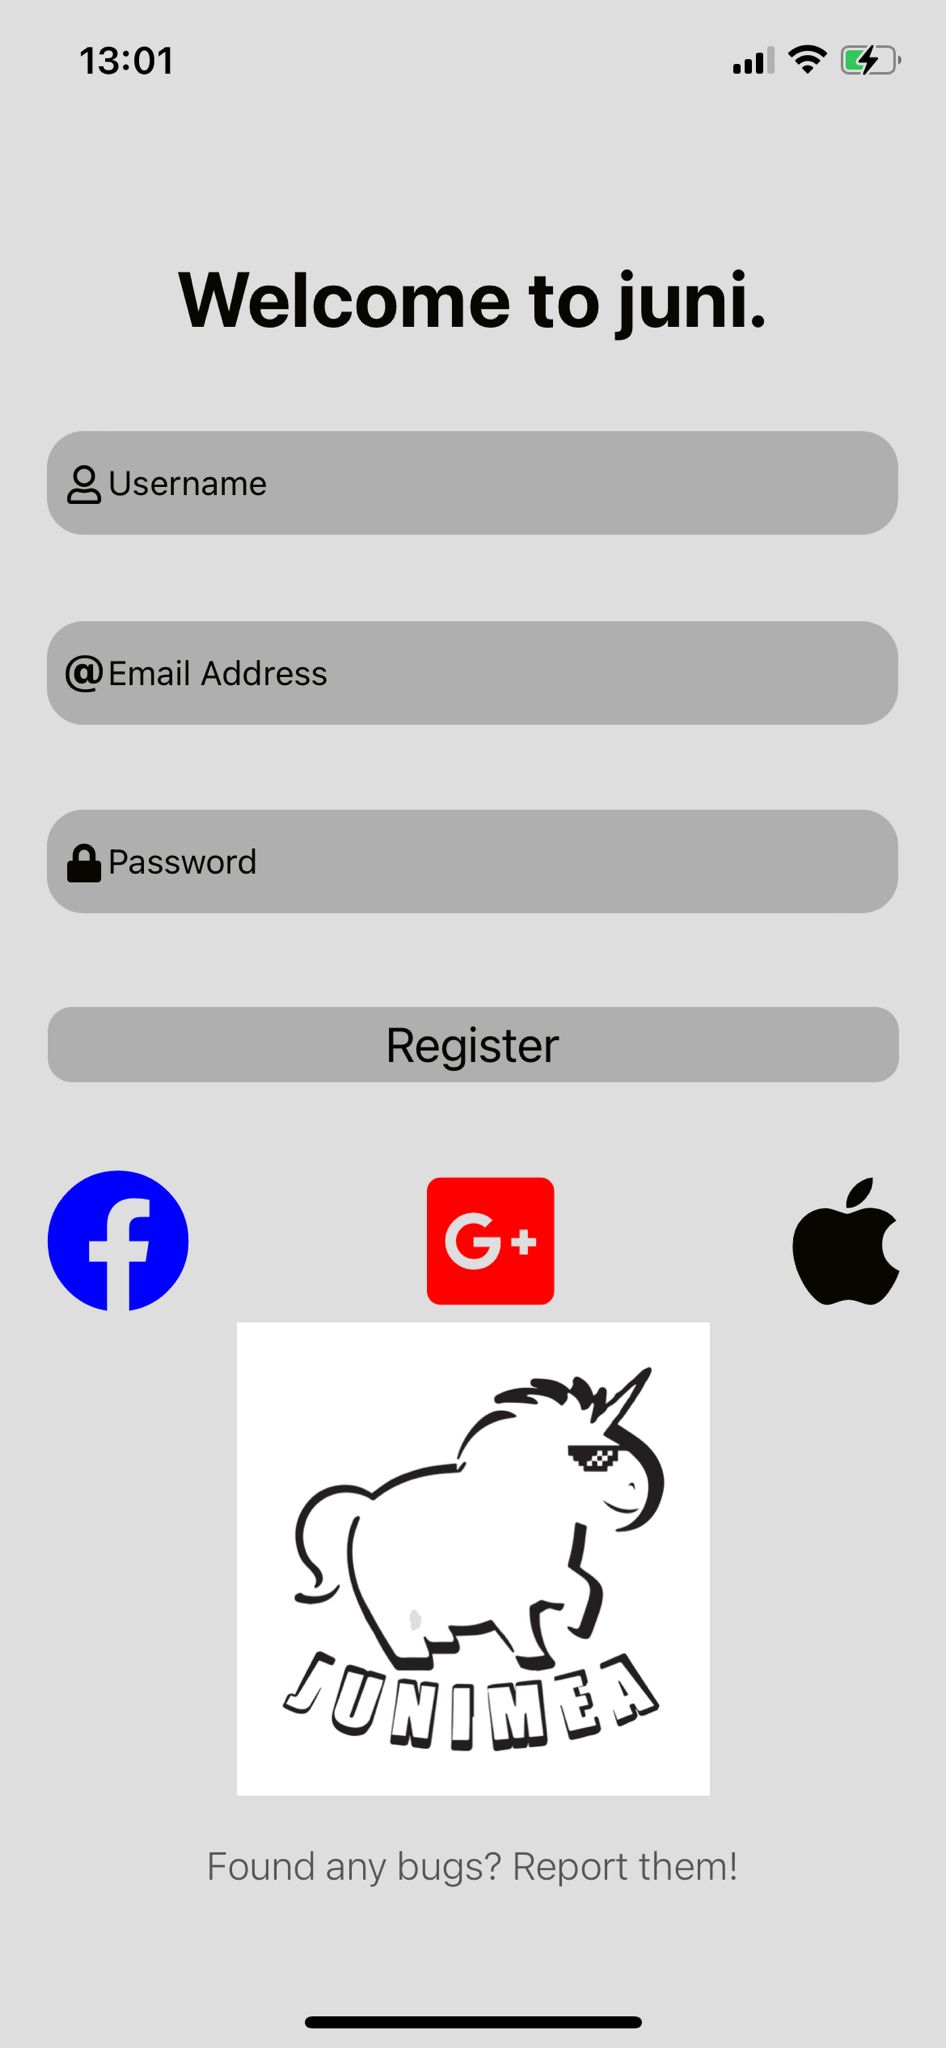 13:01
Welcome to juni.
Username
@ Email Address
Password
Register
f G+
JUNIMEA
Found any bugs? Report them!